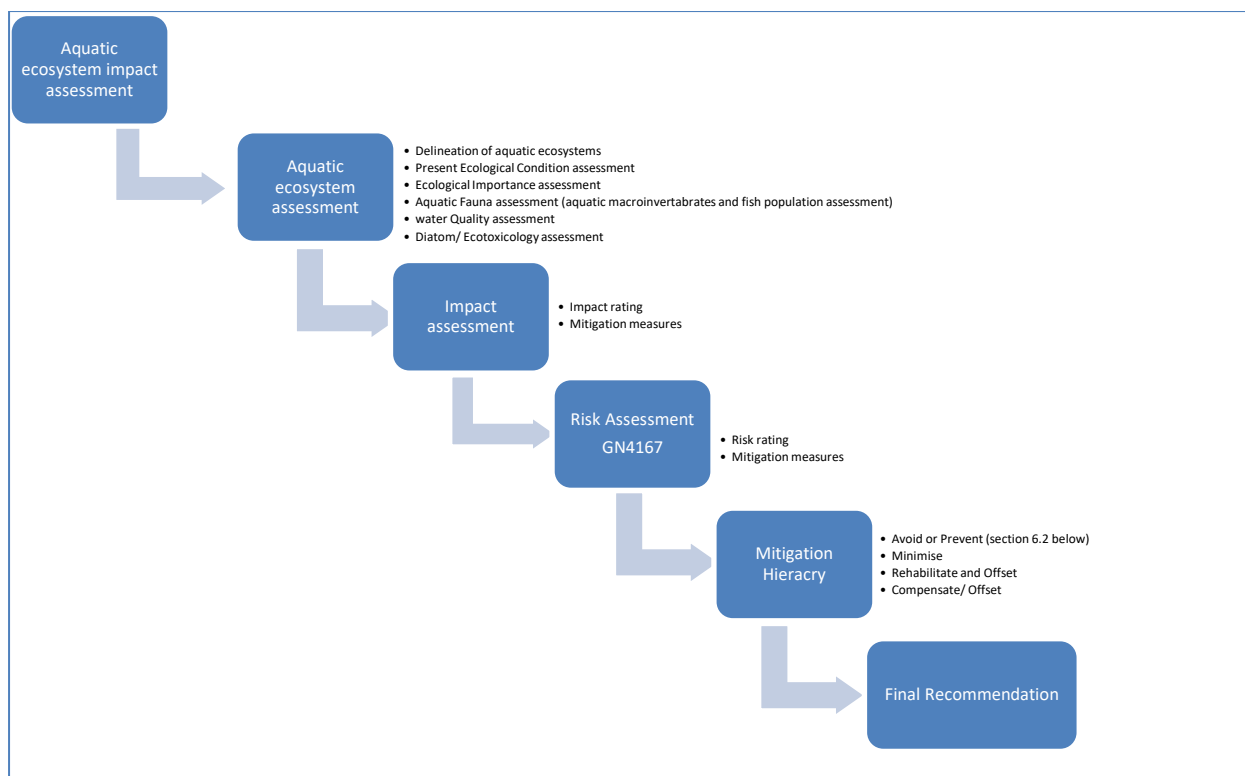 Aquatic
ecosystem impact
assessment
Aquatic
ecosystem
assessment
• Delineation of aquatic ecosystems
• Present Ecological Condition assessment
• Ecological Importance assessment
• Aquatic Fauna assessment (aquatic macroinvertabrates and fish population assessment)
• water Quality assessment
• Diatom/ Ecotoxicology assessment
Impact
assessment
• Impact rating
• Mitigation measures
Risk Assessment
GN4167
• Risk rating
• Mitigation measures
Mitigation
Hieracry
• Avoid or Prevent (section 6.2 below)
• Minimise
• Rehabilitate and Offset
• Compensate/ Offset
Final Recommendation